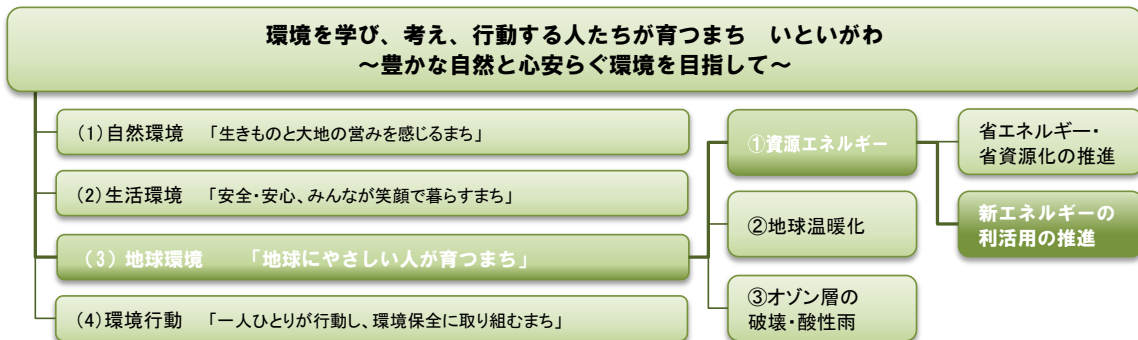 環境を学び、考え、行動する人たちが育つまち　いといがわ
～豊かな自然と心安らぐ環境を目指して～
(1)自然環境　「生きものと大地の営みを感じるまち」
(2)生活環境　「安全・安心、みんなが笑顔で暮らすまち」
(3)地球環境　「地球にやさしい人が育つまち」
(4)環境行動　「一人ひとりが行動し、環境保全に取り組むまち」
①資源エネルギー
②地球温暖化
③オゾン層の
破壊・酸性雨
省エネルギー・
省資源化の推進
新エネルギーの
利活用の推進